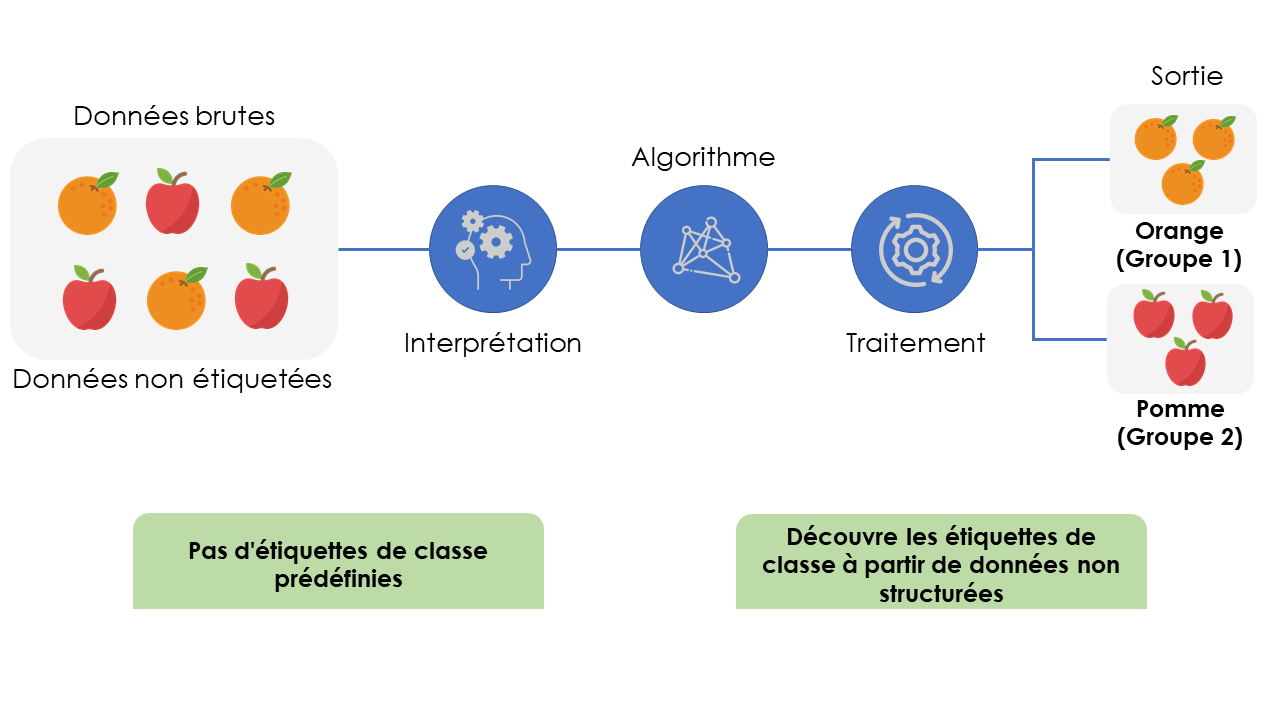 Données brutes
Données non étiquetées
Interprétation
Algorithme
Traitement
Sortie
Orange
(Groupe 1)
Pomme
(Groupe 2)
Pas d'étiquettes de classe
prédéfinies
Découvre les étiquettes de
classe à partir de données non
structurées